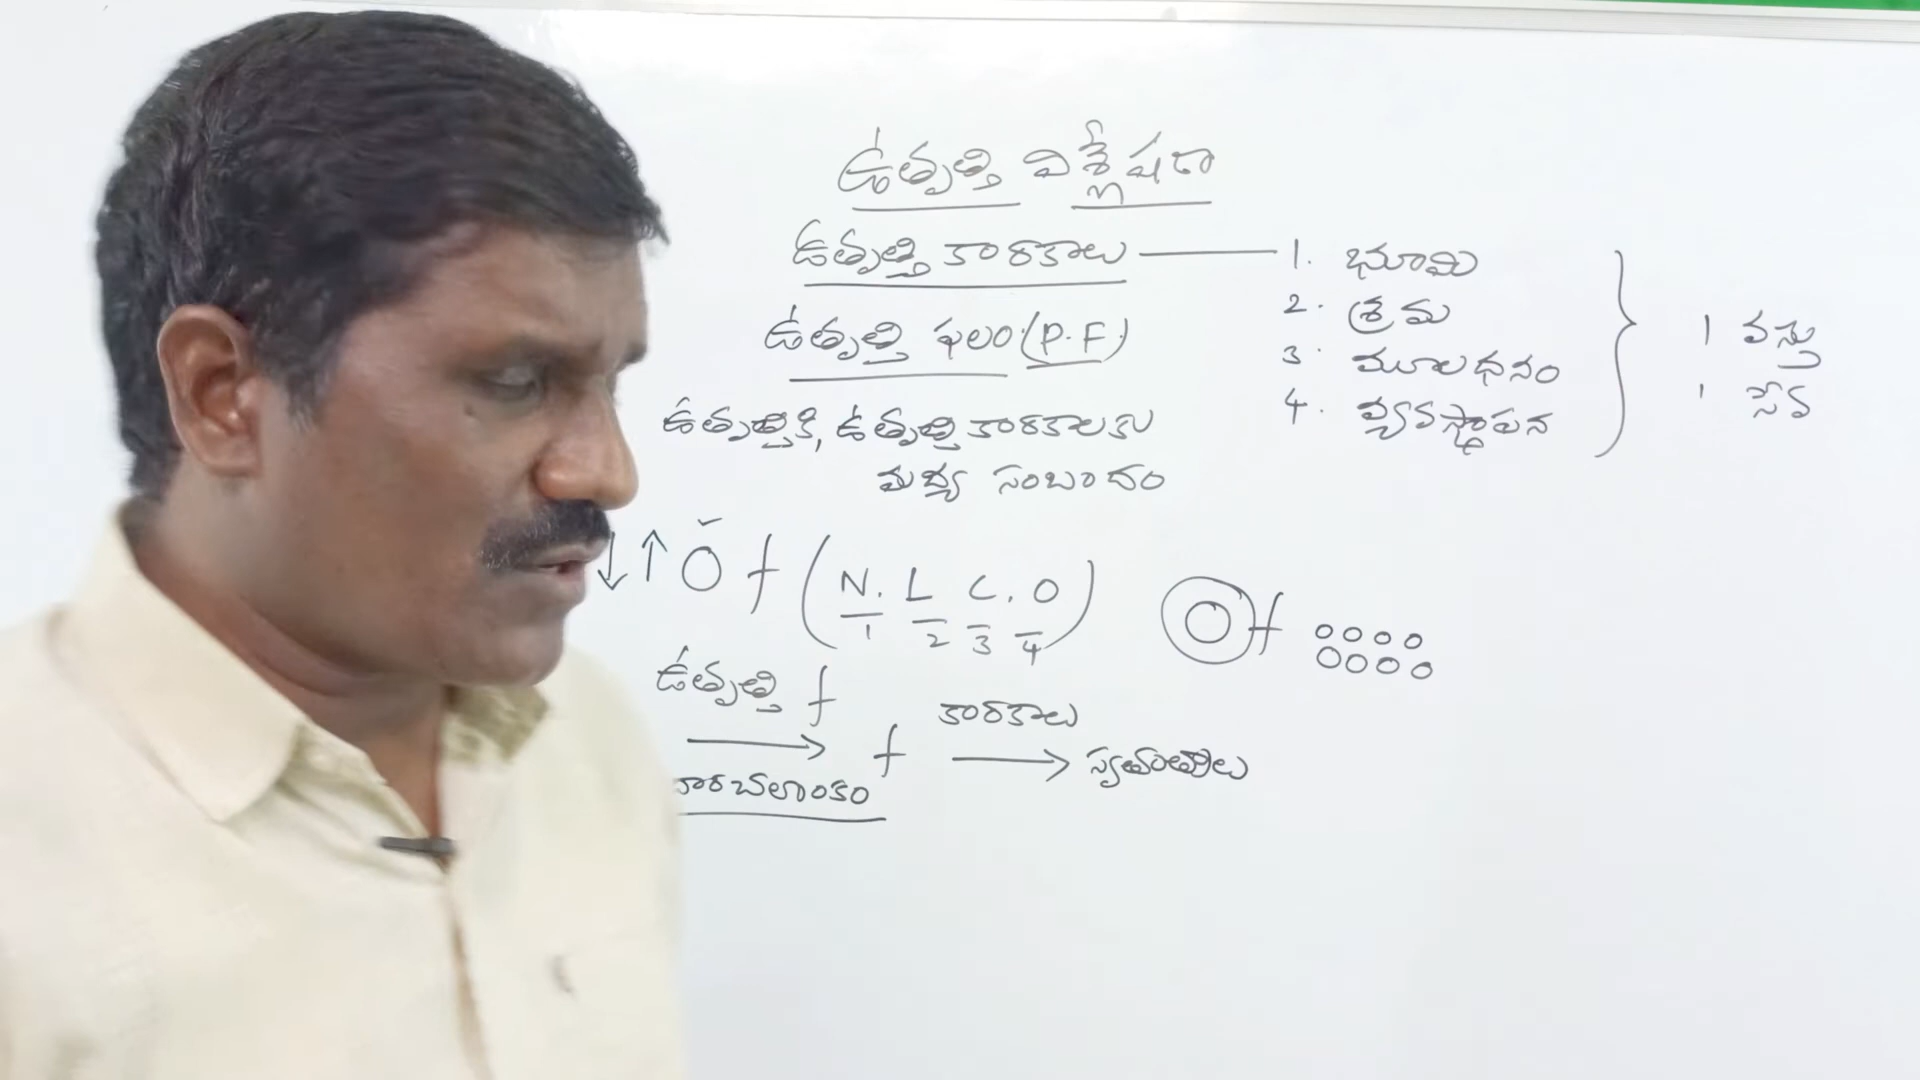 ఉత్పత్తి విశ్లేషణ
ఉత్పత్తి కారకాలు — 1. భూమి
2. శ్రమ
3. మూలధనం
4. వ్యవస్థాపన
1 వస్తు
1 సేవ
ఉత్పత్తి ఫలం (P.F.)
ఉత్పత్తికి, ఉత్పత్తి కారకాలకు
మధ్య సంబంధం
↓ ↑ O f (N. L C. O)
1 2 3 4
O f
ఉత్పత్తి f కారకాలు
→ f → స్వతంత్రాలు